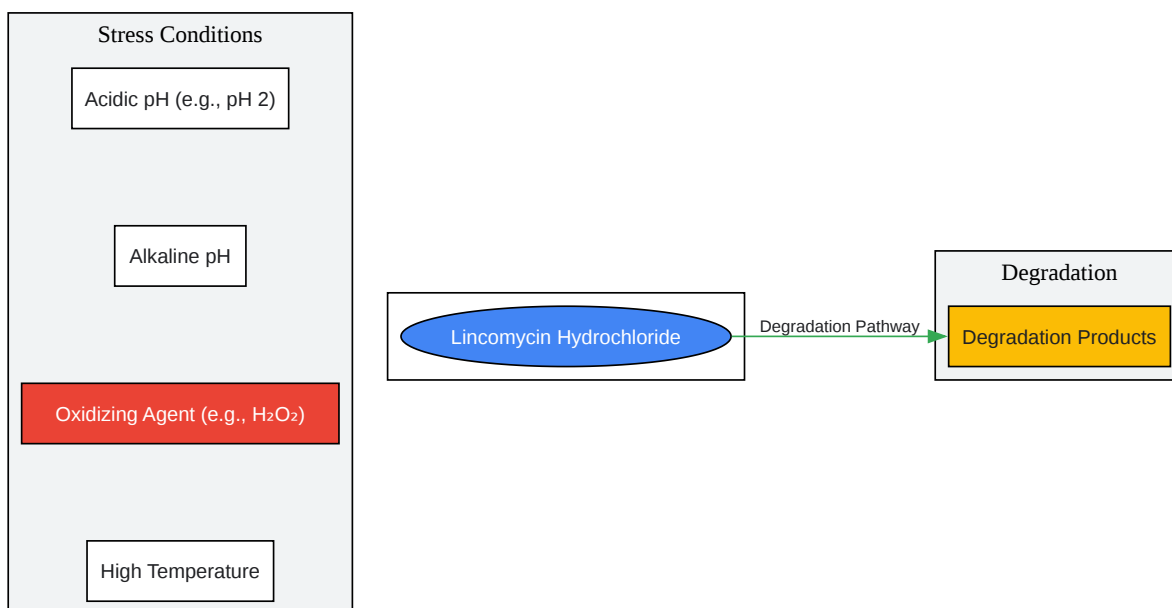 Stress Conditions
Acidic pH (e.g., pH 2)
Alkaline pH
Oxidizing Agent (e.g., H₂O₂)
High Temperature
Lincomycin Hydrochloride
Degradation Pathway
Degradation
Degradation Products